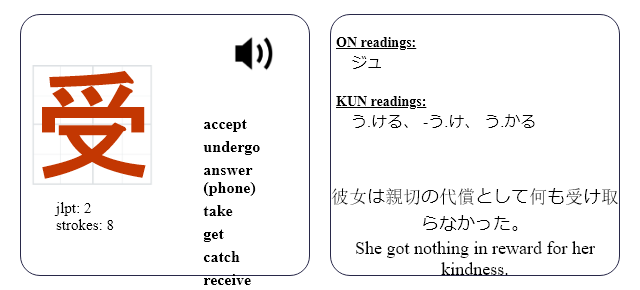 受
jlpt: 2
strokes: 8
accept
undergo
answer
(phone)
take
get
catch
receive
ON readings:
ジュ
KUN readings:
う.ける、 -う.け、 う.かる
彼女は親切の代償として何も受け取
らなかった。
She got nothing in reward for her
kindness.